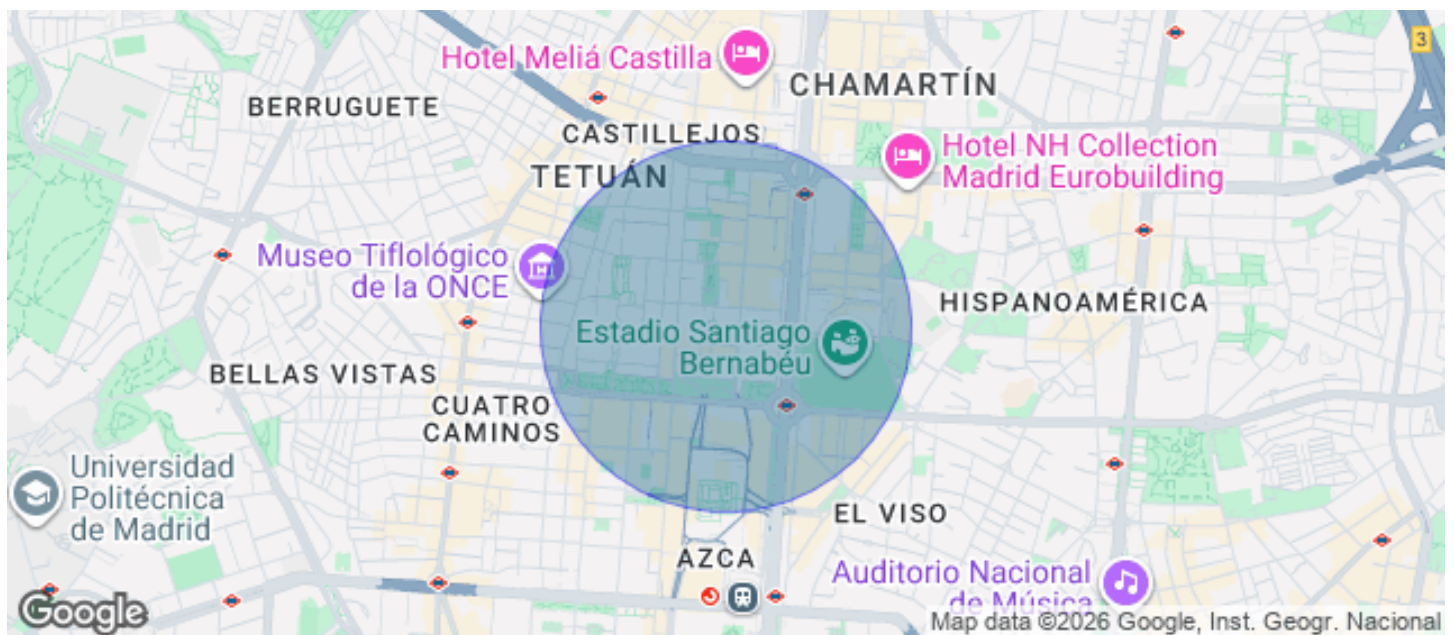 Hotel Meliá Castilla
3
CHAMARTÍN
BERRUGUETE
CASTILLEJOS
Hotel NH Collection
Madrid Eurobuilding
TETUÁN
Museo Tiflológico
de la ONCE
HISPANOAMÉRICA
Estadio Santiago
Bernabéu
BELLAS VISTAS
CUATRO
CAMINOS
Universidad
Politécnica
de Madrid
EL VISO
AZCA
Auditorio Nacional
de Música
Google
Map data ©2026 Google, Inst. Geogr. Nacional